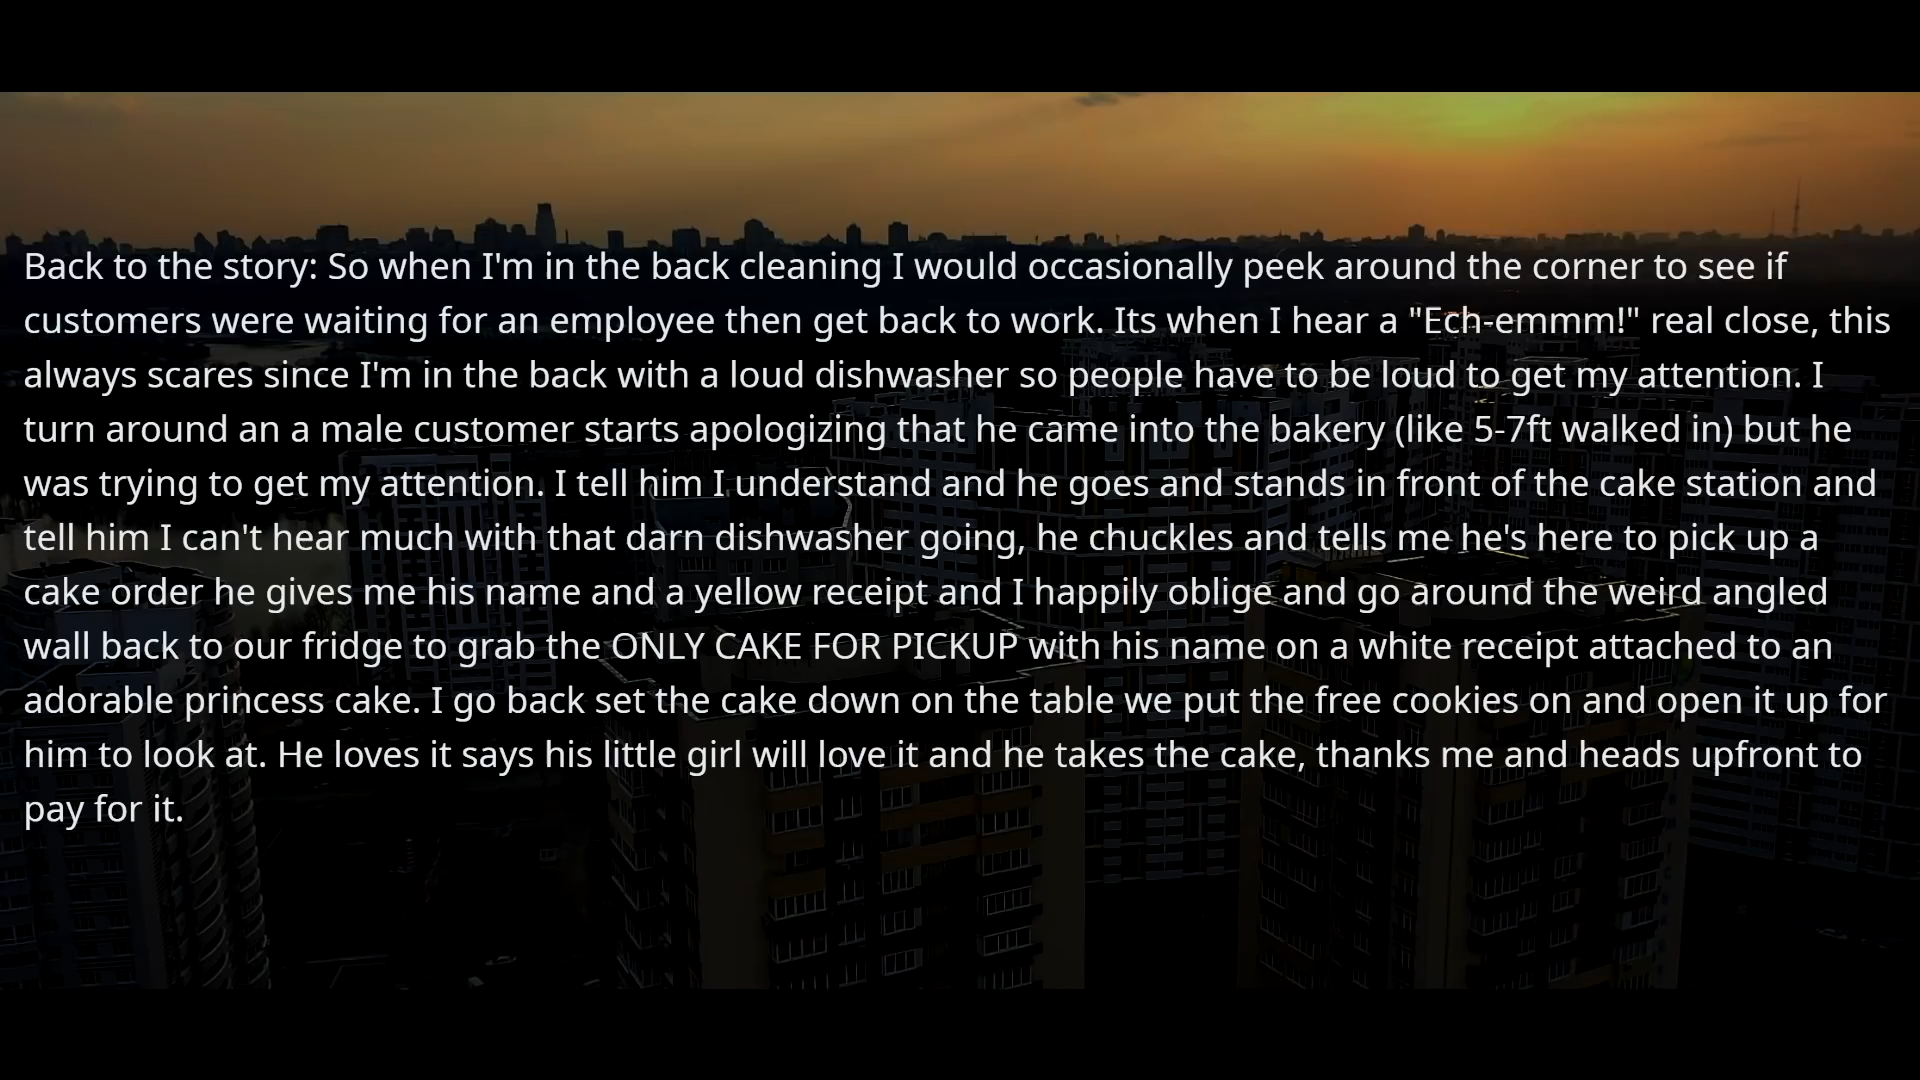 Back to the story: So when I'm in the back cleaning I would occasionally peek around the corner to see if
customers were waiting for an employee then get back to work. Its when I hear a "Ech-emmm!" real close, this
always scares since I'm in the back with a loud dishwasher so people have to be loud to get my attention. I
turn around an a male customer starts apologizing that he came into the bakery (like 5-7ft walked in) but he
was trying to get my attention. I tell him I understand and he goes and stands in front of the cake station and
tell him I can't hear much with that darn dishwasher going, he chuckles and tells me he's here to pick up a
cake order he gives me his name and a yellow receipt and I happily oblige and go around the weird angled
wall back to our fridge to grab the ONLY CAKE FOR PICKUP with his name on a white receipt attached to an
adorable princess cake. I go back set the cake down on the table we put the free cookies on and open it up for
him to look at. He loves it says his little girl will love it and he takes the cake, thanks me and heads upfront to
pay for it.